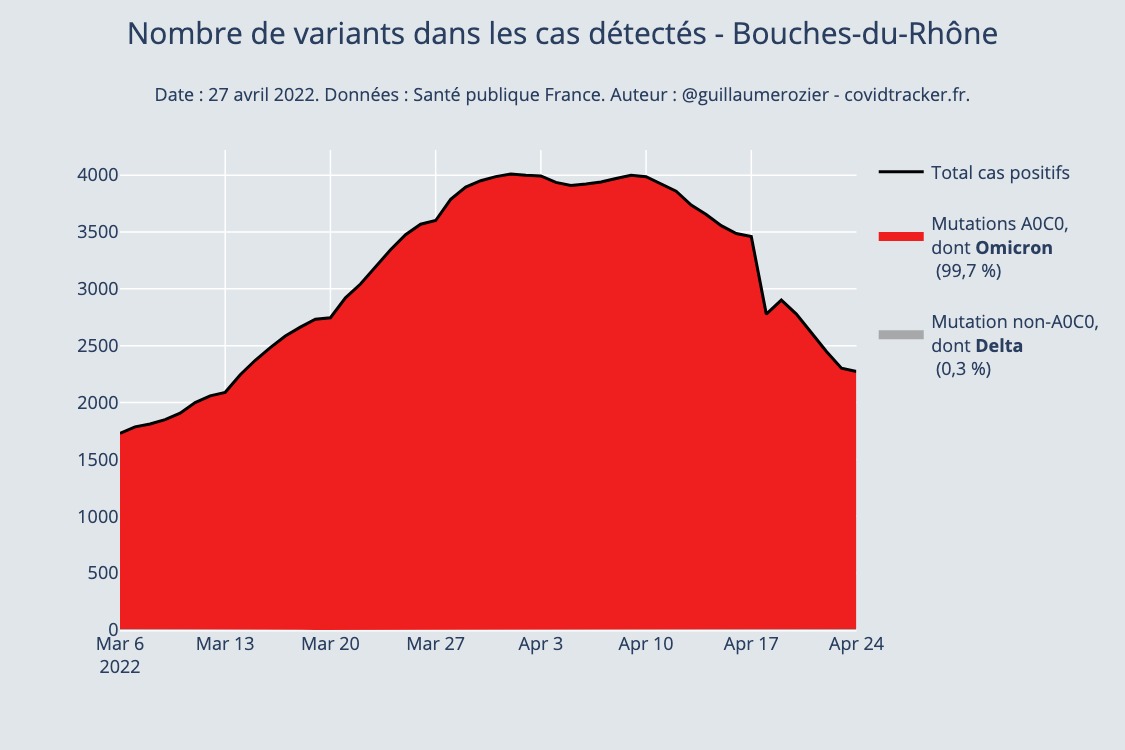 Nombre de variants dans les cas détectés - Bouches-du-Rhône
Date : 27 avril 2022. Données : Santé publique France. Auteur : @guillaumerozier - covidtracker.fr.
4000
3500
3000
2500
2000
1500
1000
500
0
Mar 6
2022
Mar 13
Mar 20
Mar 27
Apr 3
Apr 10
Apr 17
Apr 24
Total cas positifs
Mutations A0C0,
dont Omicron
(99,7 %)
Mutation non-A0C0,
dont Delta
(0,3 %)